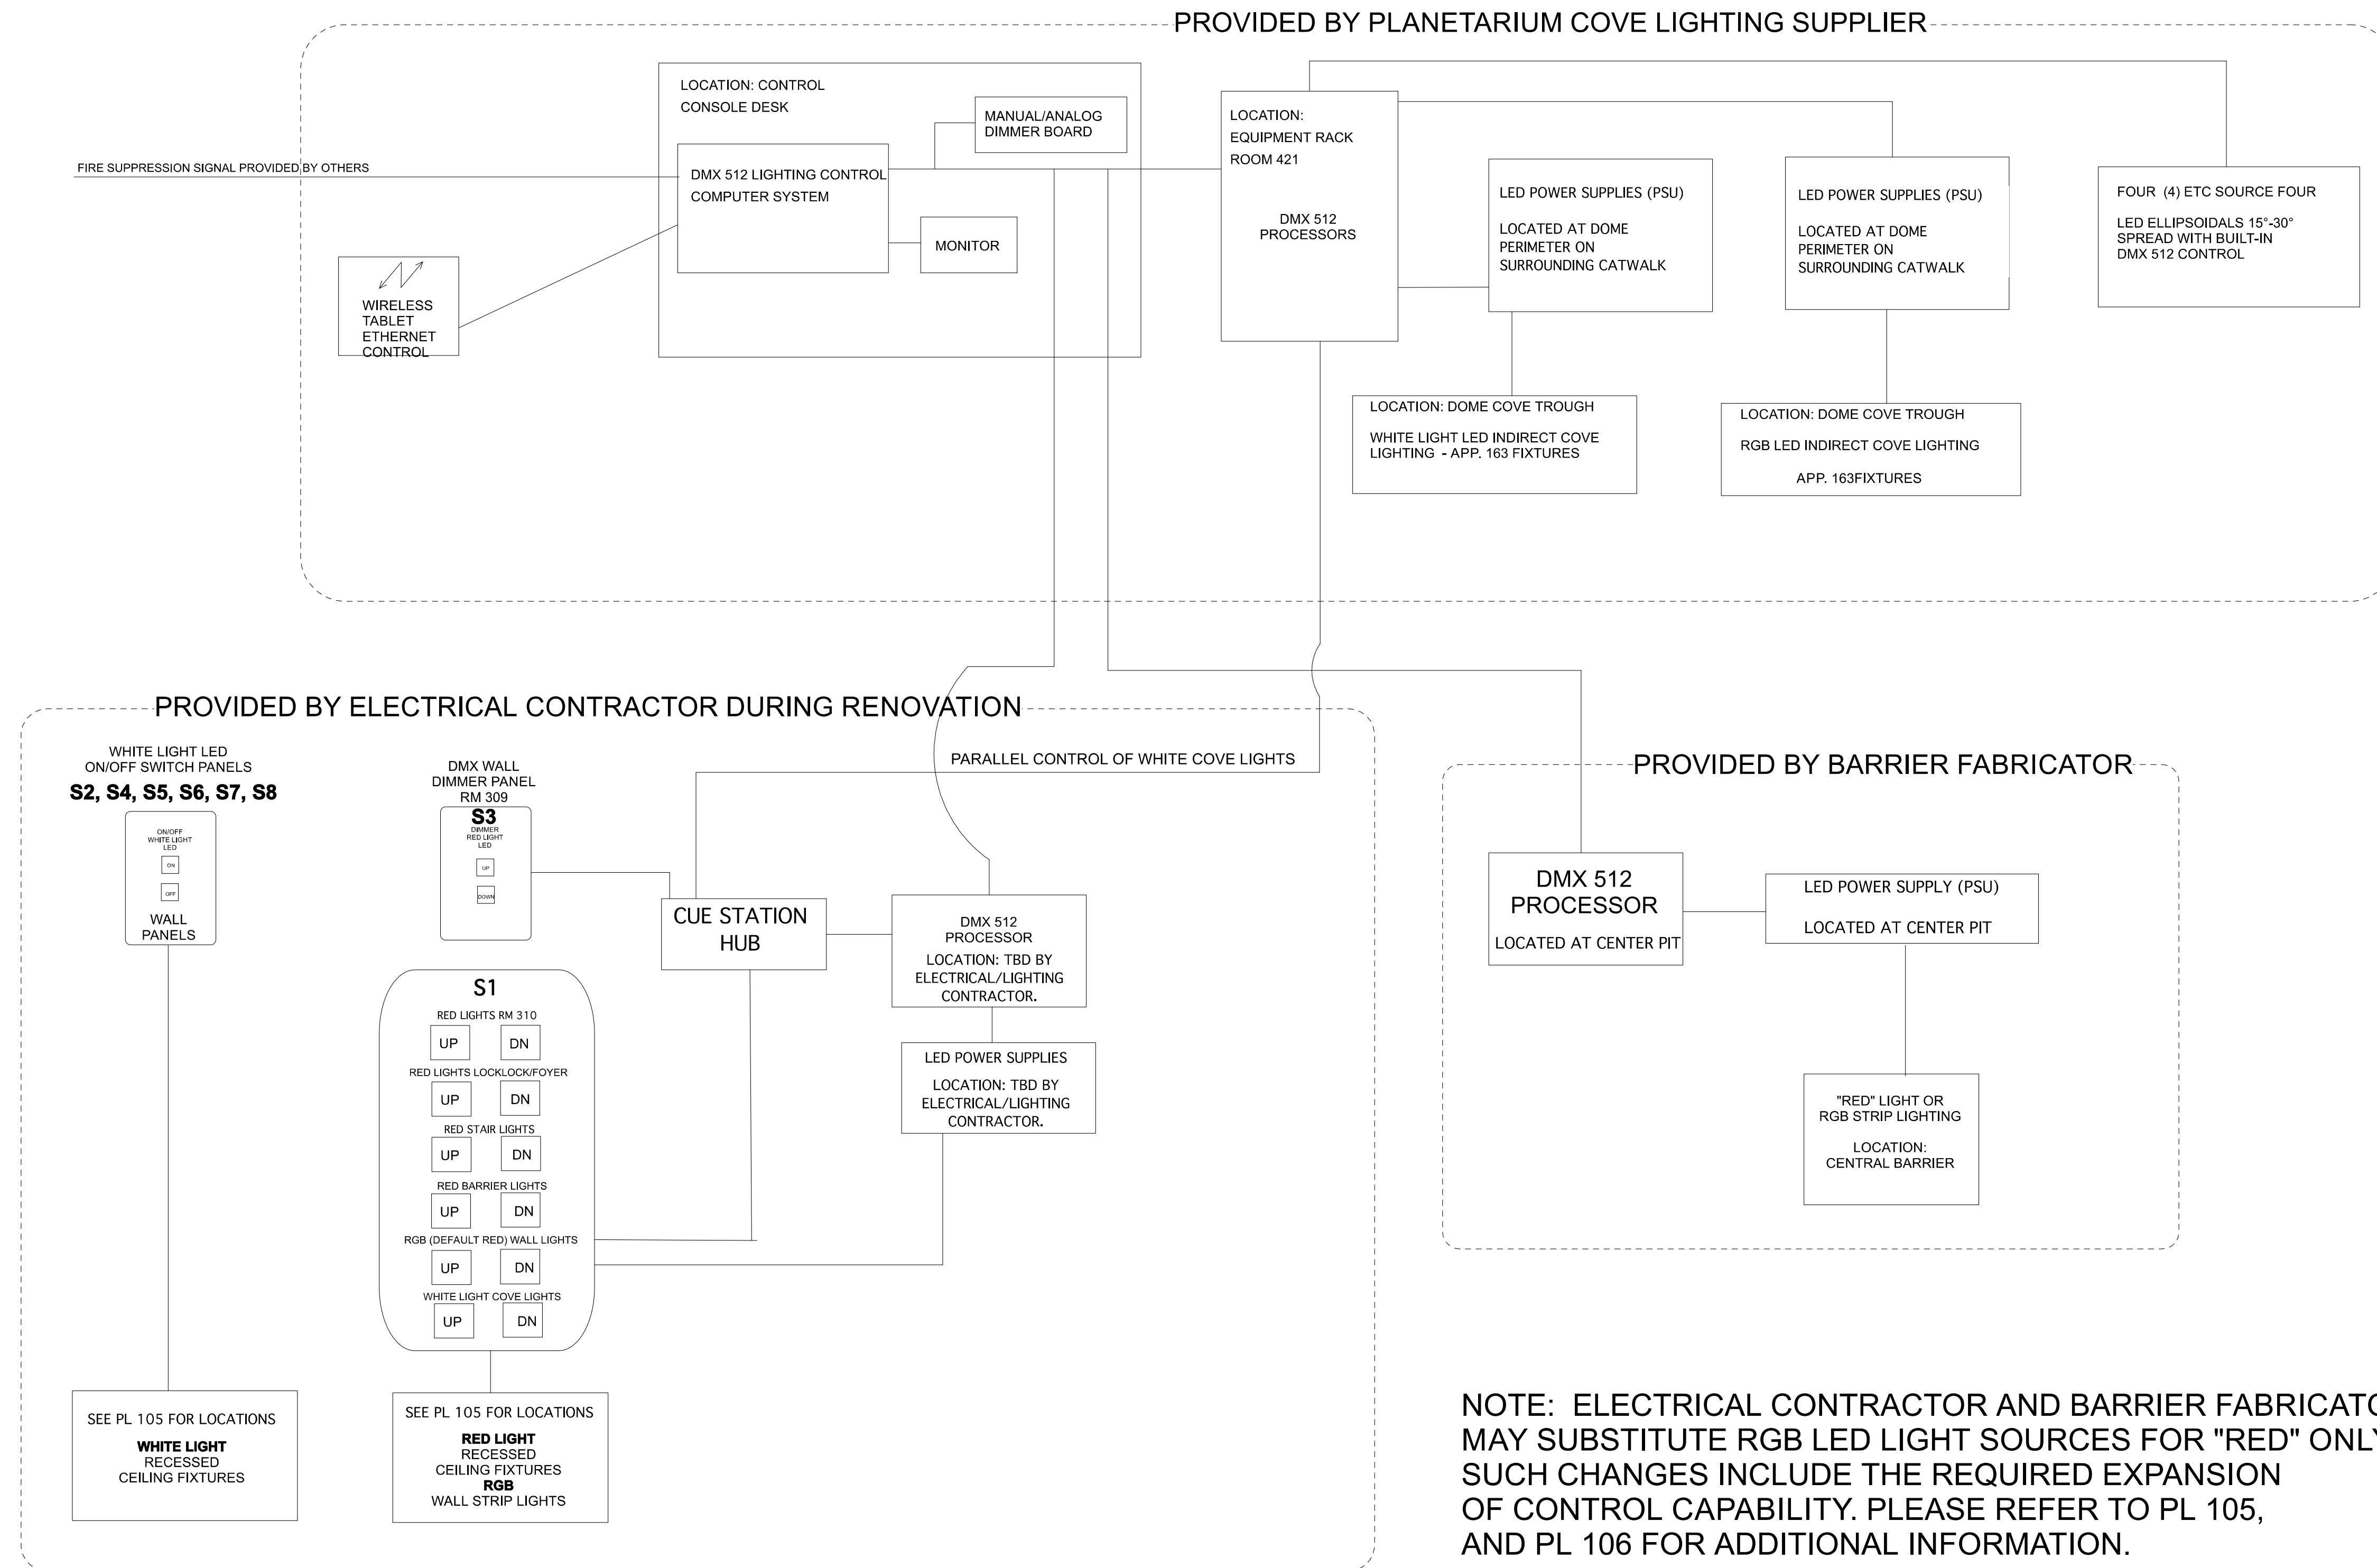 PROVIDED BY PLANETARIUM COVE LIGHTING SUPPLIER
LOCATION: CONTROL
CONSOLE DESK
MANUAL/ANALOG
DIMMER BOARD
FIRE SUPPRESSION SIGNAL PROVIDED BY OTHERS
DMX 512 LIGHTING CONTROL
COMPUTER SYSTEM
MONITOR
WIRELESS
TABLET
ETHERNET
CONTROL
LOCATION:
EQUIPMENT RACK
ROOM 421
DMX 512
PROCESSORS
LED POWER SUPPLIES (PSU)
LOCATED AT DOME
PERIMETER ON
SURROUNDING CATWALK
LED POWER SUPPLIES (PSU)
LOCATED AT DOME
PERIMETER ON
SURROUNDING CATWALK
FOUR (4) ETC SOURCE FOUR
LED ELLIPSOIDALS 15°-30°
SPREAD WITH BUILT-IN
DMX 512 CONTROL
LOCATION: DOME COVE TROUGH
WHITE LIGHT LED INDIRECT COVE
LIGHTING - APP. 163 FIXTURES
LOCATION: DOME COVE TROUGH
RGB LED INDIRECT COVE LIGHTING
APP. 163FIXTURES
PROVIDED BY ELECTRICAL CONTRACTOR DURING RENOVATION
WHITE LIGHT LED
ON/OFF SWITCH PANELS
S2, S4, S5, S6, S7, S8
ON/OFF
WHITE LIGHT
LED
ON
OFF
WALL
PANELS
DMX WALL
DIMMER PANEL
RM 309
S3
DIMMER
RED LIGHT
LED
UP
DOWN
PARALLEL CONTROL OF WHITE COVE LIGHTS
CUE STATION
HUB
DMX 512
PROCESSOR
LOCATION: TBD BY
ELECTRICAL/LIGHTING
CONTRACTOR.
LED POWER SUPPLIES
LOCATION: TBD BY
ELECTRICAL/LIGHTING
CONTRACTOR.
S1
RED LIGHTS RM 310
UP DN
RED LIGHTS LOCKLOCK/FOYER
UP DN
RED STAIR LIGHTS
UP DN
RED BARRIER LIGHTS
UP DN
RGB (DEFAULT RED) WALL LIGHTS
UP DN
WHITE LIGHT COVE LIGHTS
UP DN
SEE PL 105 FOR LOCATIONS
WHITE LIGHT
RECESSED
CEILING FIXTURES
SEE PL 105 FOR LOCATIONS
RED LIGHT
RECESSED
CEILING FIXTURES
RGB
WALL STRIP LIGHTS
PROVIDED BY BARRIER FABRICATOR
DMX 512
PROCESSOR
LOCATED AT CENTER PIT
LED POWER SUPPLY (PSU)
LOCATED AT CENTER PIT
"RED" LIGHT OR
RGB STRIP LIGHTING
LOCATION:
CENTRAL BARRIER
NOTE: ELECTRICAL CONTRACTOR AND BARRIER FABRICATO
MAY SUBSTITUTE RGB LED LIGHT SOURCES FOR "RED" ONLY
SUCH CHANGES INCLUDE THE REQUIRED EXPANSION
OF CONTROL CAPABILITY. PLEASE REFER TO PL 105,
AND PL 106 FOR ADDITIONAL INFORMATION.